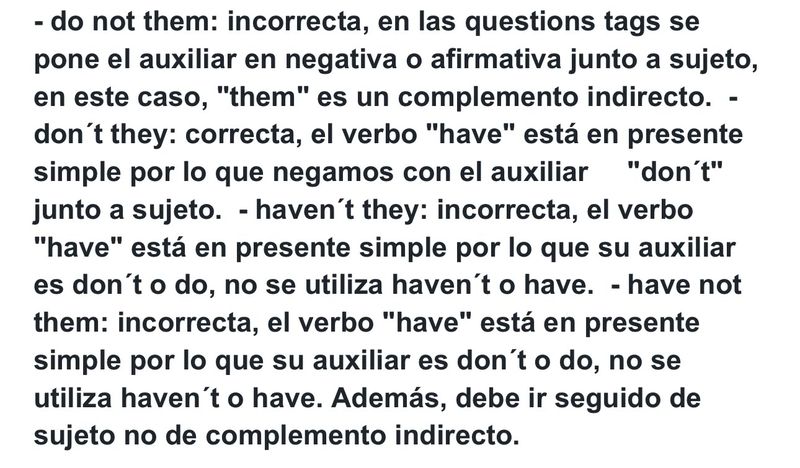 - do not them: incorrecta, en las questions tags se
pone el auxiliar en negativa o afirmativa junto a sujeto,
en este caso, "them" es un complemento indirecto.  -
don´t they: correcta, el verbo "have" está en presente
simple por lo que negamos con el auxiliar     "don´t"
junto a sujeto.  - haven´t they: incorrecta, el verbo
"have" está en presente simple por lo que su auxiliar
es don´t o do, no se utiliza haven´t o have.  - have not
them: incorrecta, el verbo "have" está en presente
simple por lo que su auxiliar es don´t o do, no se
utiliza haven´t o have. Además, debe ir seguido de
sujeto no de complemento indirecto.